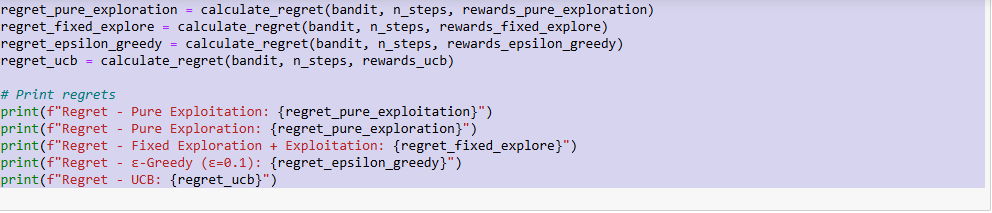 regret_pure_exploration = calculate_regret(bandit, n_steps, rewards_pure_exploration)
regret_fixed_explore = calculate_regret(bandit, n_steps, rewards_fixed_explore)
regret_epsilon_greedy = calculate_regret(bandit, n_steps, rewards_epsilon_greedy)
regret_ucb = calculate_regret(bandit, n_steps, rewards_ucb)
# Print regrets
print(f"Regret - Pure Exploitation: {regret_pure_exploitation}")
print(f"Regret - Pure Exploration: {regret_pure_exploration}")
print(f"Regret - Fixed Exploration + Exploitation: {regret_fixed_explore}")
print(f"Regret - ε-Greedy (ε=0.1): {regret_epsilon_greedy}")
print(f"Regret - UCB: {regret_ucb}")